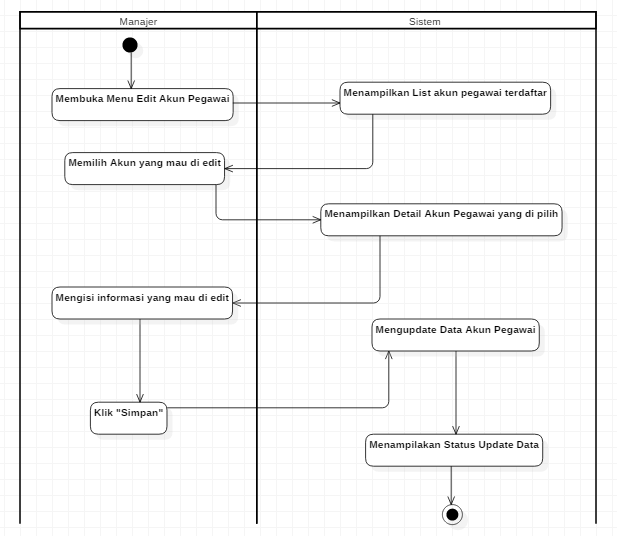 Manajer
Sistem
Membuka Menu Edit Akun Pegawai
Menampilkan List akun pegawai terdaftar
Memilih Akun yang mau di edit
Menampilkan Detail Akun Pegawai yang di pilih
Mengisi informasi yang mau di edit
Mengupdate Data Akun Pegawai
Klik "Simpan"
Menampilakan Status Update Data